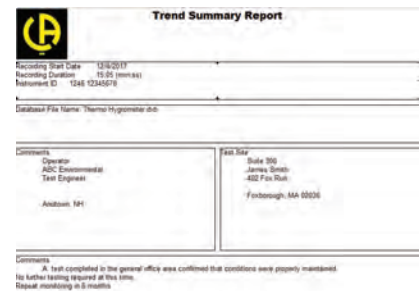 Trend Summary Report
Recording Start Date 12/6/2017
Recording Duration 15:05 (mm:ss)
Instrument ID 1246 12345678
Database File Name: Thermo Hygrometer.dvb
Comments
Operator
ABC Environmental
Test Engineer
Anytown NH
Test Site
Suite 300
James Smith
402 Fox Run
Foxborough, MA 02035
Comments
A test completed in the general office area confirmed that conditions were properly maintained.
No further testing required at this time.
Repeat monitoring in 6 months